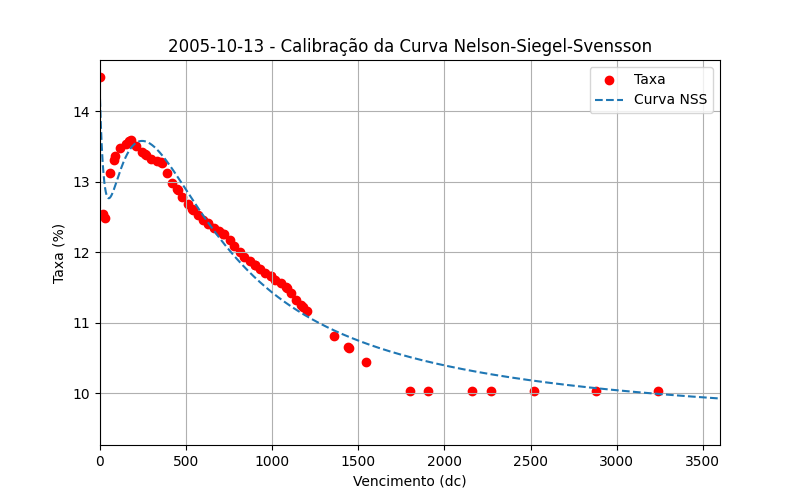 2005-10-13 - Calibração da Curva Nelson-Siegel-Svensson
Taxa
Curva NSS
Taxa (%)
14
13
12
11
10
0
500
1000
1500
2000
2500
3000
3500
Vencimento (dc)